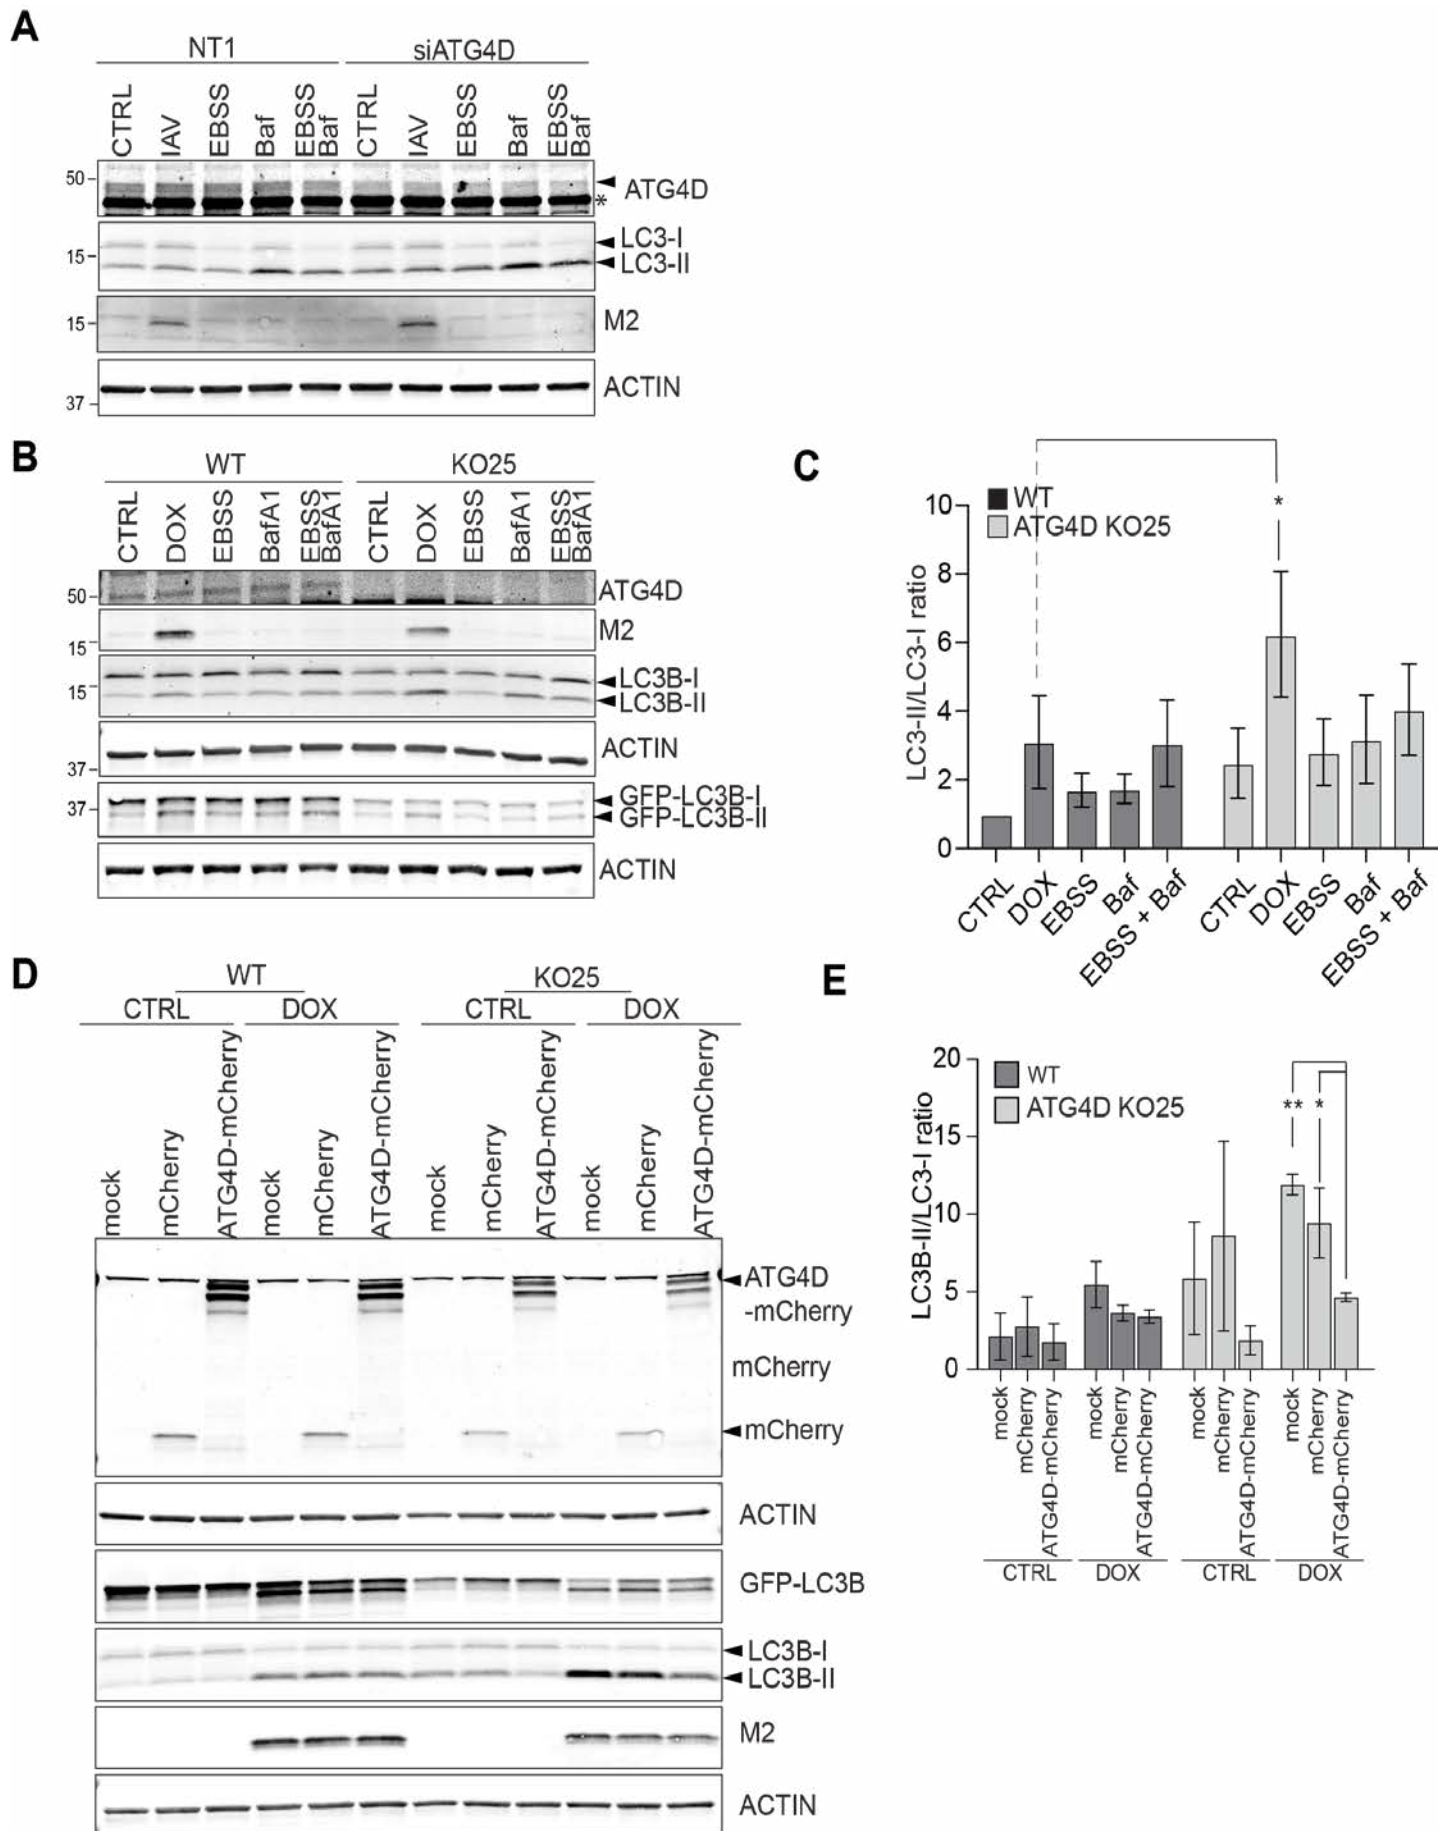 A
NT1 siATG4D
CTRL IAV EBSS Baf EBSS Baf CTRL IAV EBSS Baf EBSS Baf
50 ATG4D
*
LC3-I
15 LC3-II
15 M2
ACTIN
37
B
WT KO25
CTRL DOX EBSS BafA1 EBSS BafA1 CTRL DOX EBSS BafA1 EBSS BafA1
50 ATG4D
M2
15
LC3B-I
15 LC3B-II
ACTIN
37
GFP-LC3B-I
37 GFP-LC3B-II
ACTIN
C
*
WT
ATG4D KO25
LC3-II/LC3-I ratio
10
8
6
4
2
0
CTRL DOX EBSS Baf EBSS + Baf CTRL DOX EBSS Baf EBSS + Baf
D
WT KO25
CTRL DOX CTRL DOX
mock mCherry ATG4D-mCherry mock mCherry ATG4D-mCherry mock mCherry ATG4D-mCherry mock mCherry ATG4D-mCherry
ATG4D
-mCherry
mCherry
mCherry
ACTIN
GFP-LC3B
LC3B-I
LC3B-II
M2
ACTIN
E
WT
ATG4D KO25
** *
LC3B-II/LC3-I ratio
20
15
10
5
0
mock mCherry ATG4D-mCherry mock mCherry ATG4D-mCherry mock mCherry ATG4D-mCherry mock mCherry ATG4D-mCherry
CTRL DOX CTRL DOX